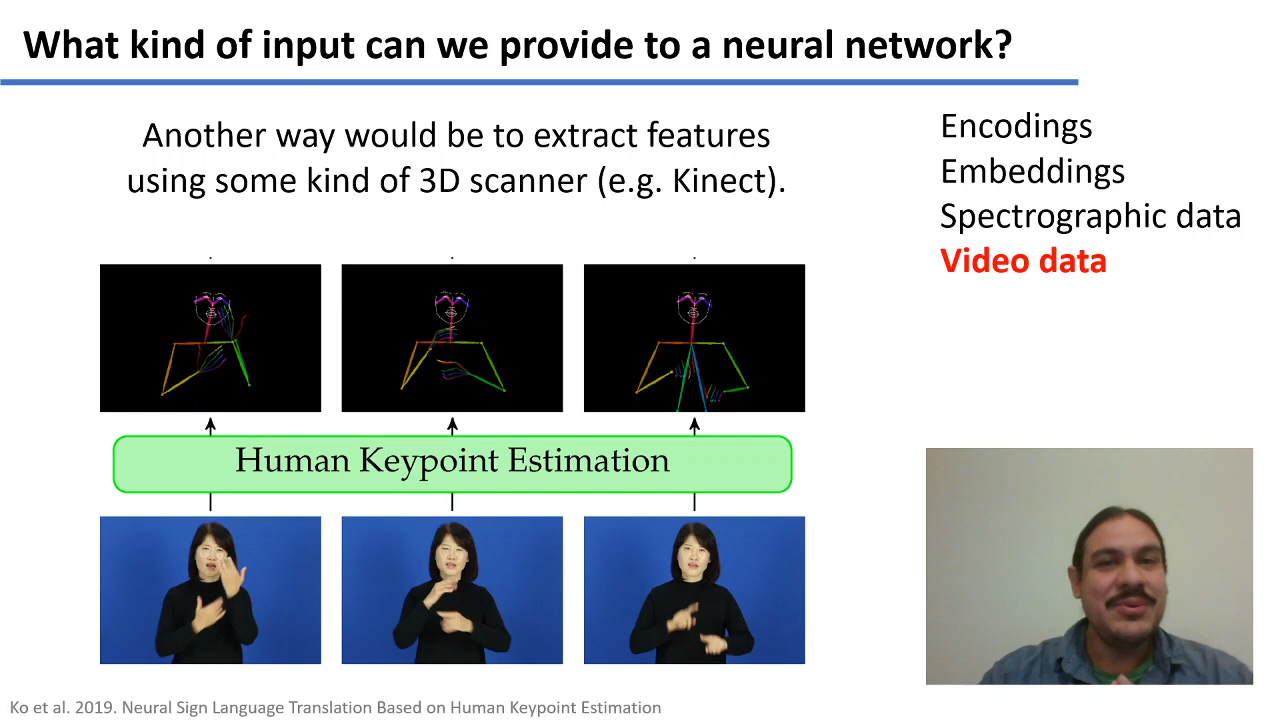 What kind of input can we provide to a neural network?
Another way would be to extract features
using some kind of 3D scanner (e.g. Kinect).
Encodings
Embeddings
Spectrographic data
Video data
Human Keypoint Estimation
Ko et al. 2019. Neural Sign Language Translation Based on Human Keypoint Estimation